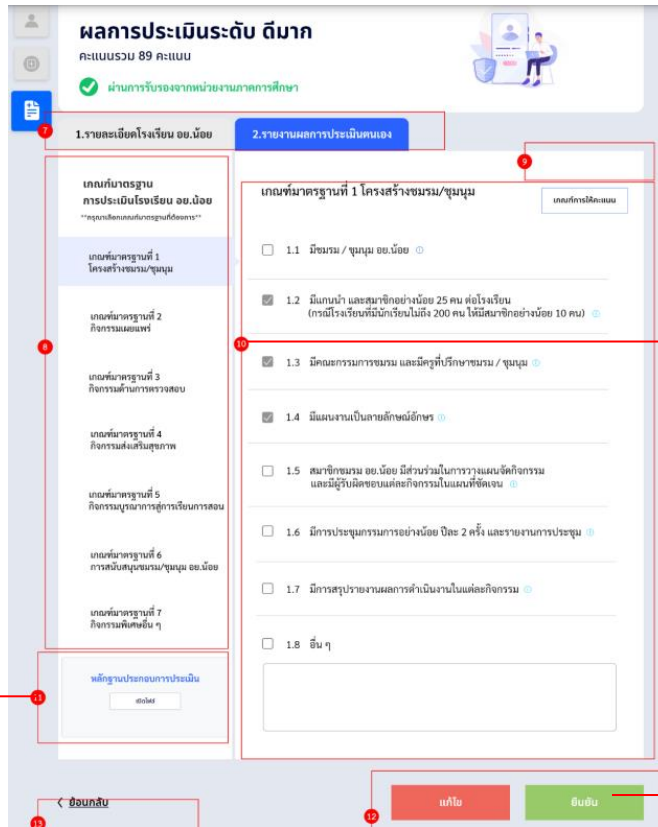 ผลการประเมินระดับ ดีมาก
คะแนนรวม 89 คะแนน
ผ่านการรับรองจากหน่วยงานภาคการศึกษา
7
1.รายละเอียดโรงเรียน อย.น้อย
2.รายงานผลการประเมินตนเอง
9
เกณฑ์มาตรฐาน
การประเมินโรงเรียน อย.น้อย
**กรุณาเลือกเกณฑ์มาตรฐานที่ต้องการ**
เกณฑ์มาตรฐานที่ 1
โครงสร้างชมรม/ชุมนุม
เกณฑ์มาตรฐานที่ 2
กิจกรรมเผยแพร่
8
เกณฑ์มาตรฐานที่ 3
กิจกรรมด้านการตรวจสอบ
เกณฑ์มาตรฐานที่ 4
กิจกรรมส่งเสริมสุขภาพ
เกณฑ์มาตรฐานที่ 5
กิจกรรมบูรณาการสู่การเรียนการสอน
เกณฑ์มาตรฐานที่ 6
การสนับสนุนชมรม/ชุมนุม อย.น้อย
เกณฑ์มาตรฐานที่ 7
กิจกรรมพิเศษอื่น ๆ
11
หลักฐานประกอบการประเมิน
เปิดไฟล์
เกณฑ์มาตรฐานที่ 1 โครงสร้างชมรม/ชุมนุม
เกณฑ์การให้คะแนน
1.1 มีชมรม / ชุมนุม อย.น้อย
1.2 มีแกนนำ และสมาชิกอย่างน้อย 25 คน ต่อโรงเรียน
(กรณีโรงเรียนที่มีนักเรียนไม่ถึง 200 คน ให้มีสมาชิกอย่างน้อย 10 คน)
10
1.3 มีคณะกรรมการชมรม และมีครูที่ปรึกษาชมรม / ชุมนุม
1.4 มีแผนงานเป็นลายลักษณ์อักษร
1.5 สมาชิกชมรม อย.น้อย มีส่วนร่วมในการวางแผนจัดกิจกรรม
และมีผู้รับผิดชอบแต่ละกิจกรรมในแผนที่ชัดเจน
1.6 มีการประชุมกรรมการอย่างน้อย ปีละ 2 ครั้ง และรายงานการประชุม
1.7 มีการสรุปรายงานผลการดำเนินงานในแต่ละกิจกรรม
1.8 อื่น ๆ
ย้อนกลับ
13
12
แก้ไข
ยืนยัน